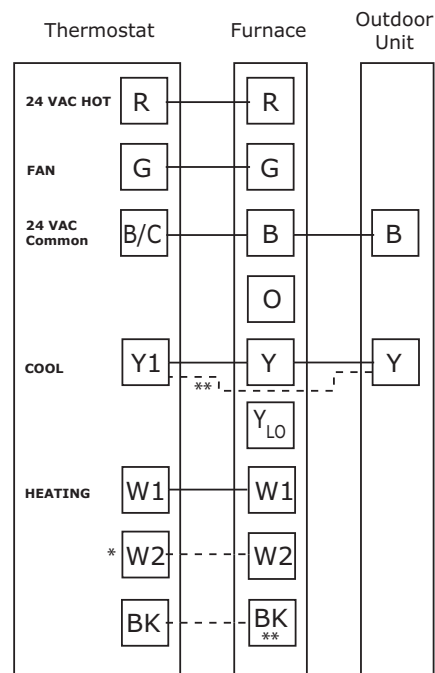 Thermostat Furnace Outdoor
Unit
24 VAC HOT R R
FAN G G
24 VAC
Common B/C B B
O
COOL Y1 Y Y
**
YLO
HEATING W1 W1
* W2 W2
BK BK
**